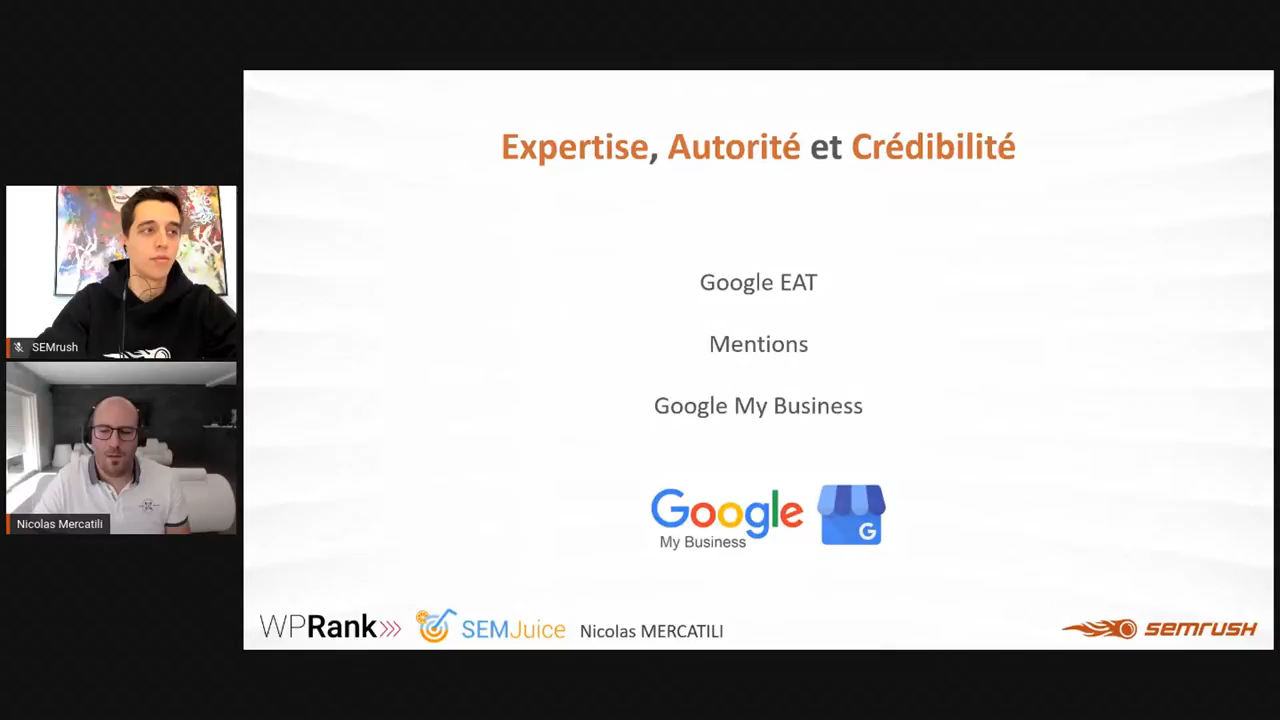 Expertise, Autorité et Crédibilité
Google EAT
Mentions
Google My Business
Google
My Business
G
SEMrush
Nicolas Mercatili
WPRank
SEMJuice
Nicolas MERCATILI
semrush